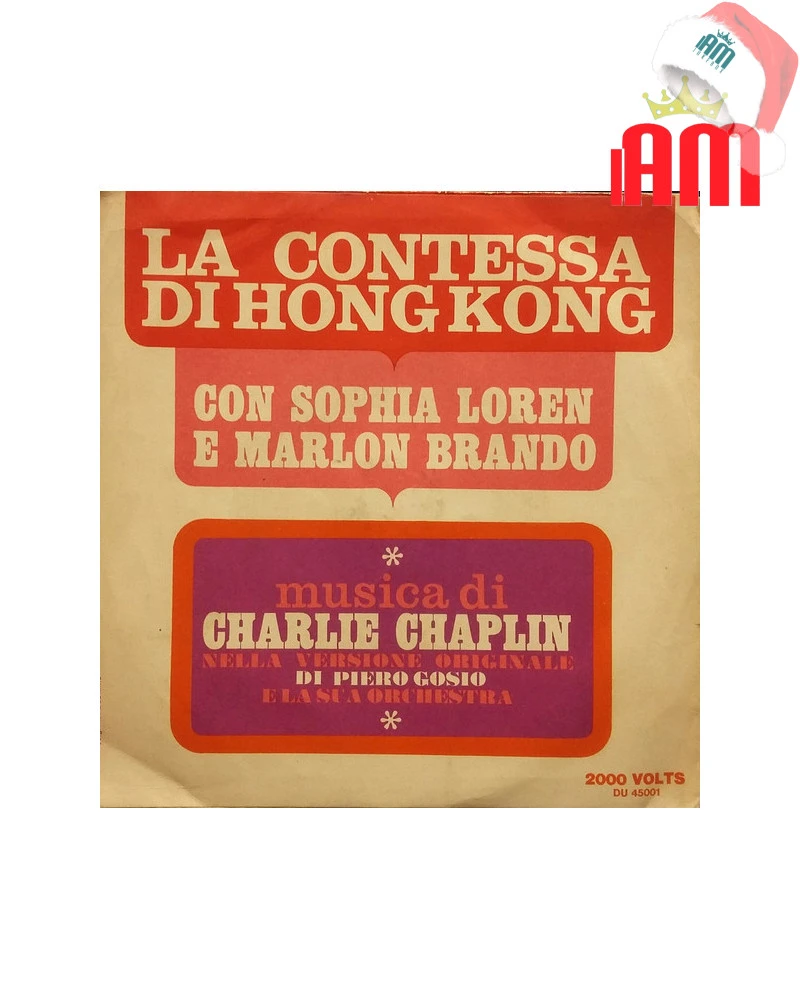 iAM
iAM
LA CONTESSA
DI HONG KONG
CON SOPHIA LOREN
E MARLON BRANDO
*
musica di
CHARLIE CHAPLIN
NELLA VERSIONE ORIGINALE
DI PIERO GOSIO
E LA SUA ORCHESTRA
*
2000 VOLTS
DU 45001